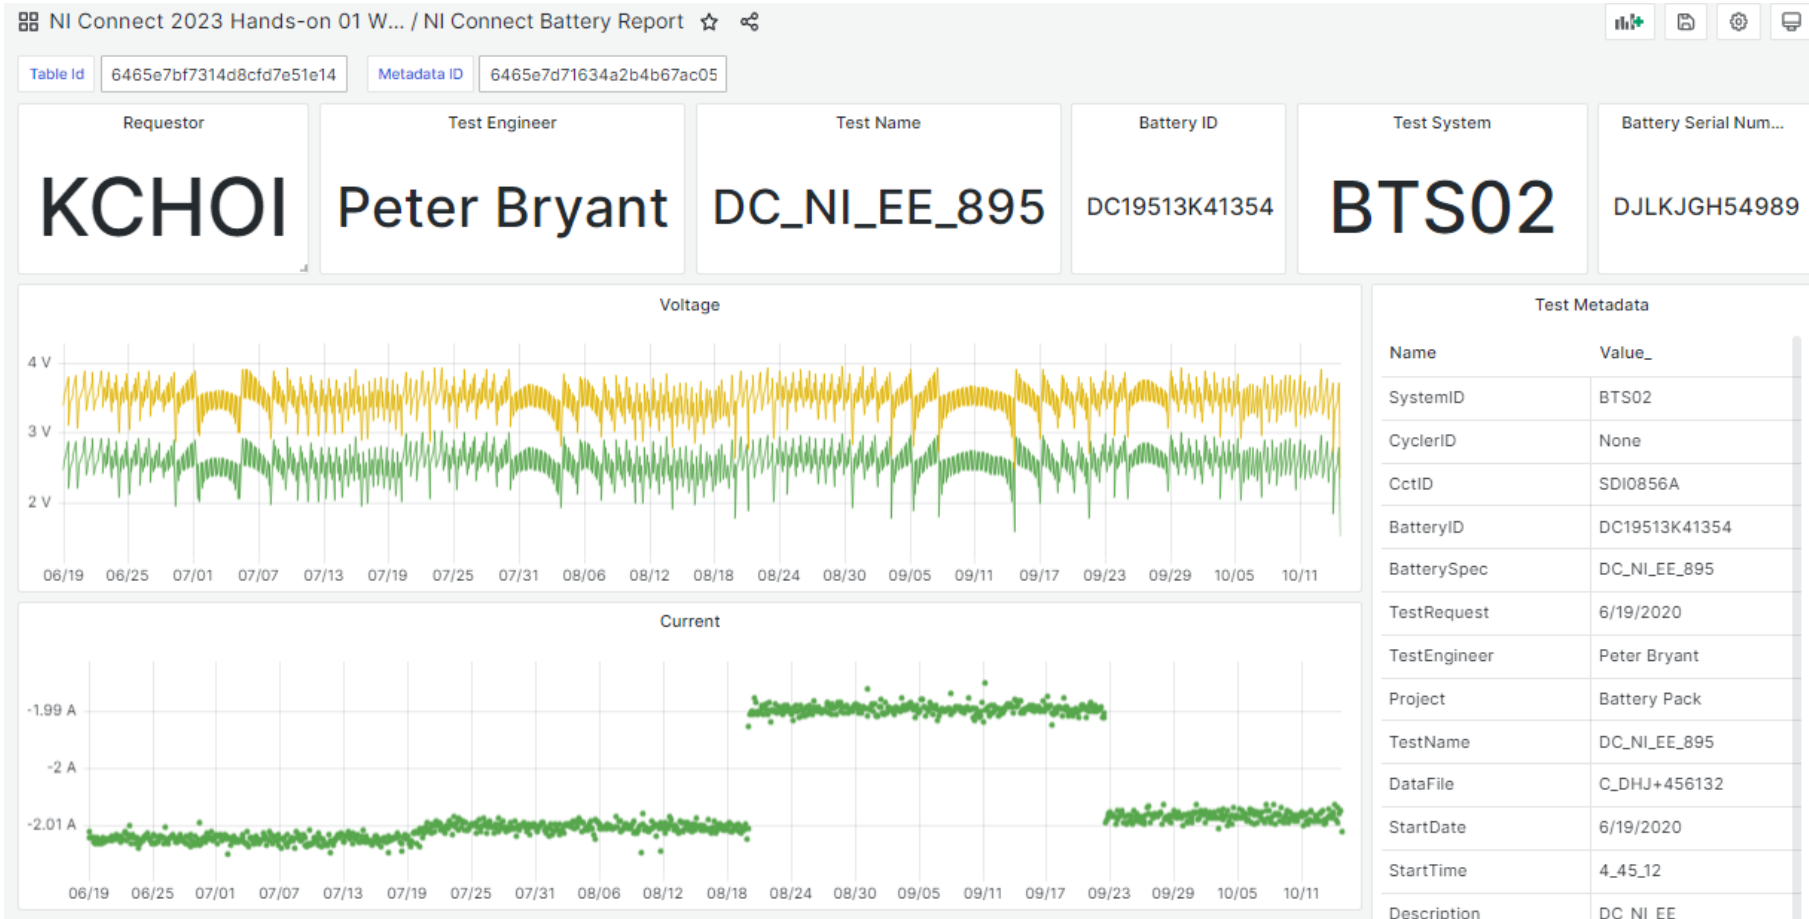 NI Connect 2023 Hands-on 01 W... / NI Connect Battery Report
Table Id 6465e7bf7314d8cfd7e51e14 Metadata ID 6465e7d71634a2b4b67ac05
Requestor Test Engineer Test Name Battery ID Test System Battery Serial Num...
KCHOI Peter Bryant DC_NI_EE_895 DC19513K41354 BTS02 DJLKJGH54989
Voltage
4 V
3 V
2 V
06/19 06/25 07/01 07/07 07/13 07/19 07/25 07/31 08/06 08/12 08/18 08/24 08/30 09/05 09/11 09/17 09/23 09/29 10/05 10/11
Current
-1.99 A
-2 A
-2.01 A
06/19 06/25 07/01 07/07 07/13 07/19 07/25 07/31 08/06 08/12 08/18 08/24 08/30 09/05 09/11 09/17 09/23 09/29 10/05 10/11
Test Metadata
Name Value_
SystemID BTS02
CyclerID None
CctID SDI0856A
BatteryID DC19513K41354
BatterySpec DC_NI_EE_895
TestRequest 6/19/2020
TestEngineer Peter Bryant
Project Battery Pack
TestName DC_NI_EE_895
DataFile C_DHJ+456132
StartDate 6/19/2020
StartTime 4_45_12
Description DC NI EE